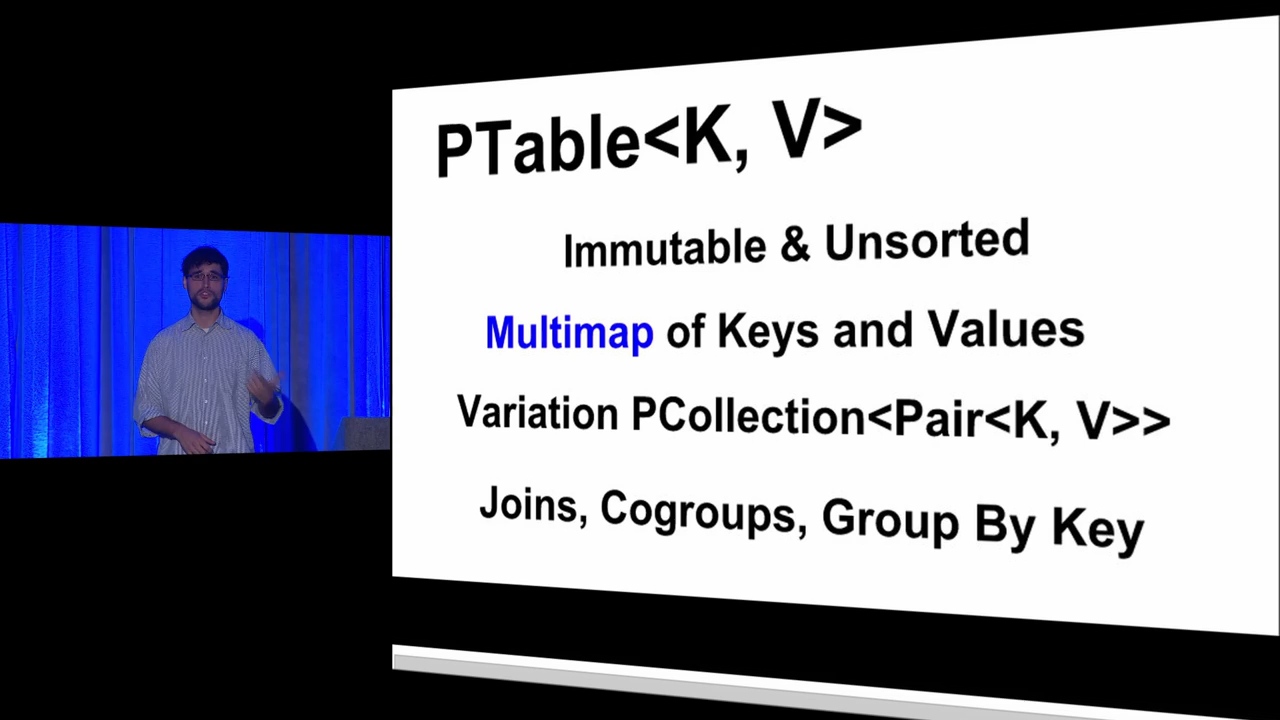 PTable<K, V>
Immutable & Unsorted
Multimap of Keys and Values
Variation PCollection<Pair<K, V>>
Joins, Cogroups, Group By Key